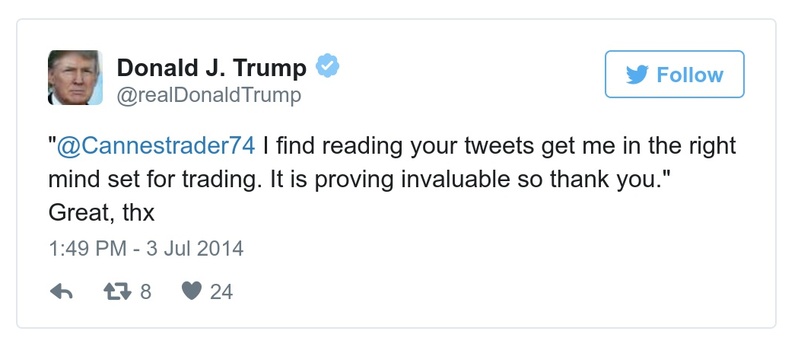 Donald J. Trump
@realDonaldTrump
Follow
"@Cannestrader74 I find reading your tweets get me in the right
mind set for trading. It is proving invaluable so thank you."
Great, thx
1:49 PM - 3 Jul 2014
8 24